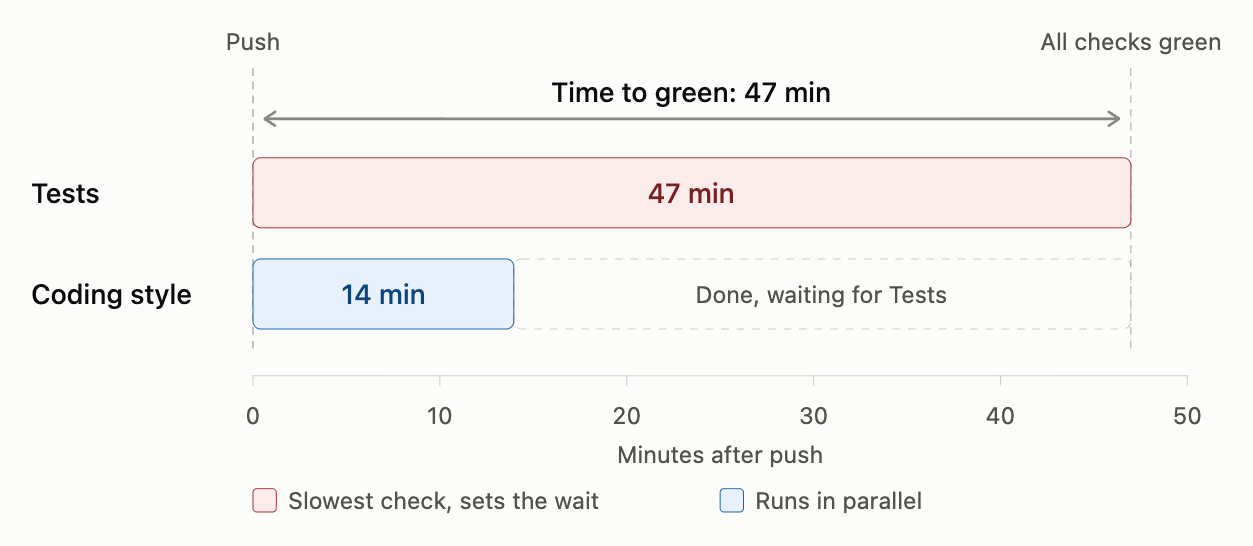 Push
All checks green
Time to green: 47 min
Tests
47 min
Coding style
14 min
Done, waiting for Tests
0 10 20 30 40 50
Minutes after push
Slowest check, sets the wait
Runs in parallel